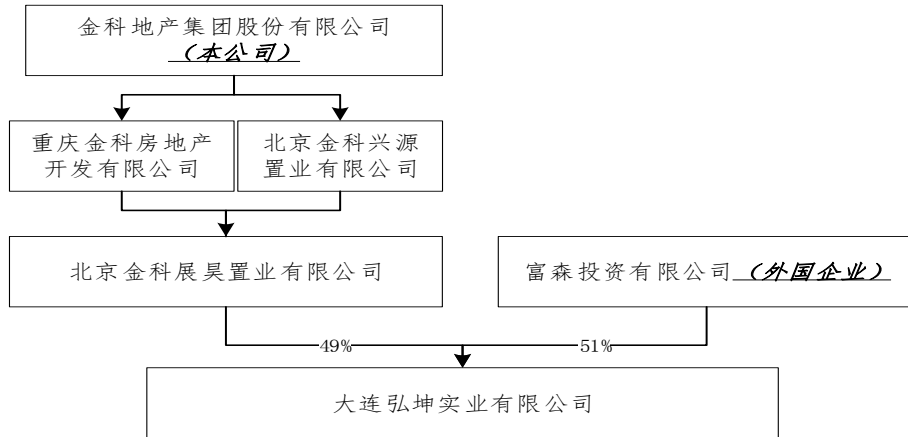 金科地产集团股份有限公司
（本公司）
重庆金科房地产
开发有限公司
北京金科兴源
置业有限公司
北京金科展昊置业有限公司
富森投资有限公司（外国企业）
49%
51%
大连弘坤实业有限公司